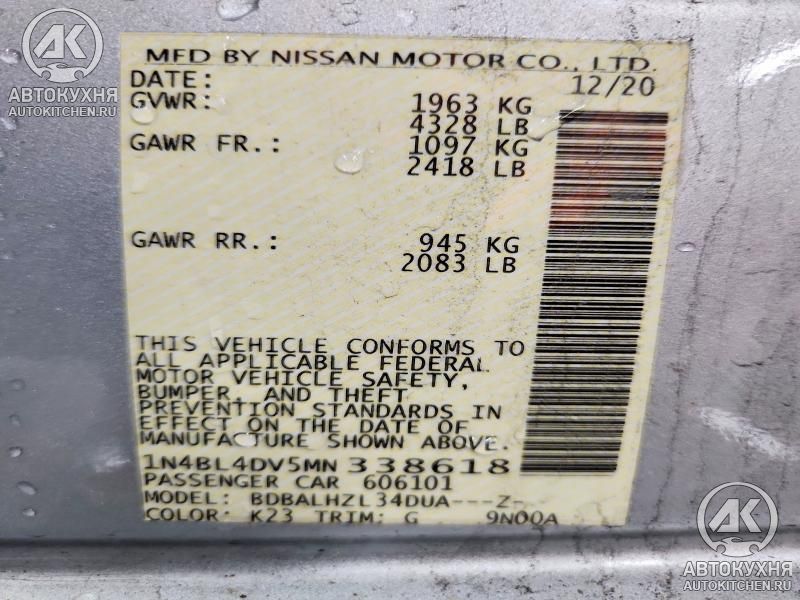 АК
АВТОКУХНЯ
AUTOKITCHEN.RU
MFD BY NISSAN MOTOR CO., LTD.
DATE: 12/20
GVWR: 1963 KG
4328 LB
GAWR FR.: 1097 KG
2418 LB
GAWR RR.: 945 KG
2083 LB
THIS VEHICLE CONFORMS TO
ALL APPLICABLE FEDERAL
MOTOR VEHICLE SAFETY,
BUMPER, AND THEFT
PREVENTION STANDARDS IN
EFFECT ON THE DATE OF
MANUFACTURE SHOWN ABOVE.
1N4BL4DV5MN338618
PASSENGER CAR 606101
MODEL: BDBALHZL34DUA---Z-
COLOR: K23 TRIM: G 9N00A
АК
АВТОКУХНЯ
AUTOKITCHEN.RU